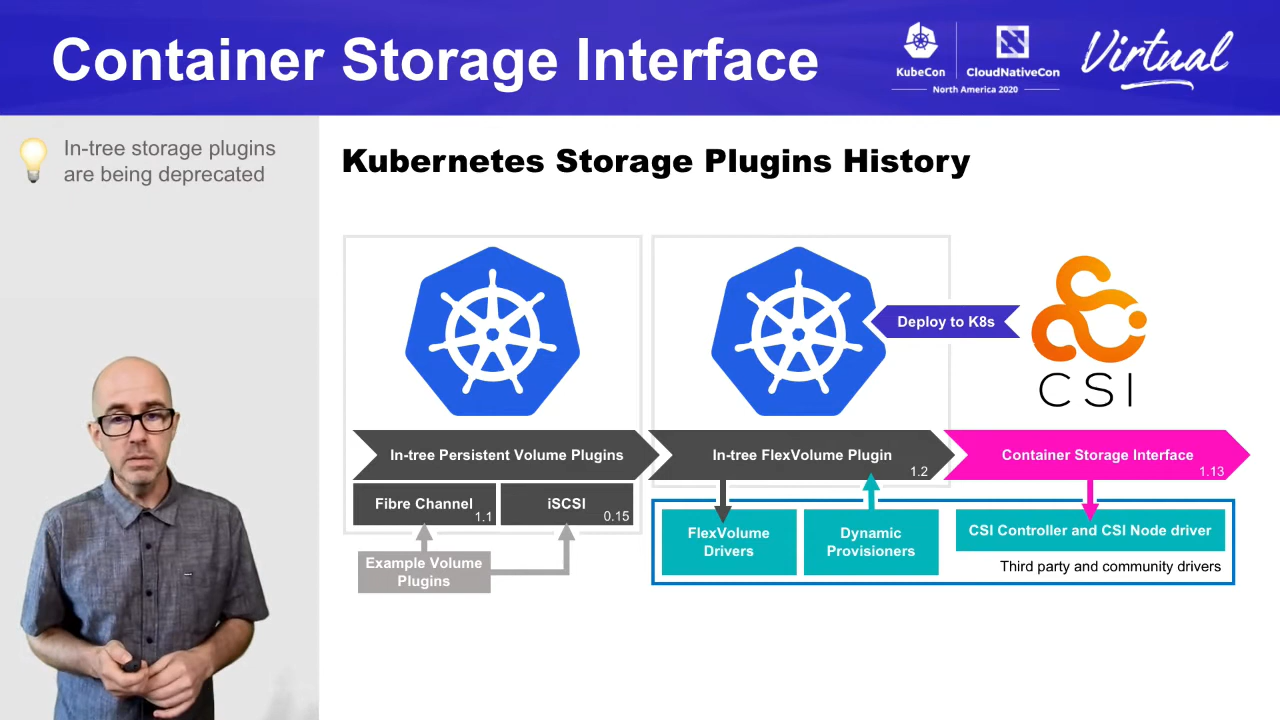 Container Storage Interface
KubeCon
CloudNativeCon
North America 2020
Virtual
In-tree storage plugins
are being deprecated
Kubernetes Storage Plugins History
Deploy to K8s
CSI
In-tree Persistent Volume Plugins
In-tree FlexVolume Plugin
1.2
Container Storage Interface
1.13
Fibre Channel
1.1
iSCSI
0.15
Example Volume
Plugins
FlexVolume
Drivers
Dynamic
Provisioners
CSI Controller and CSI Node driver
Third party and community drivers